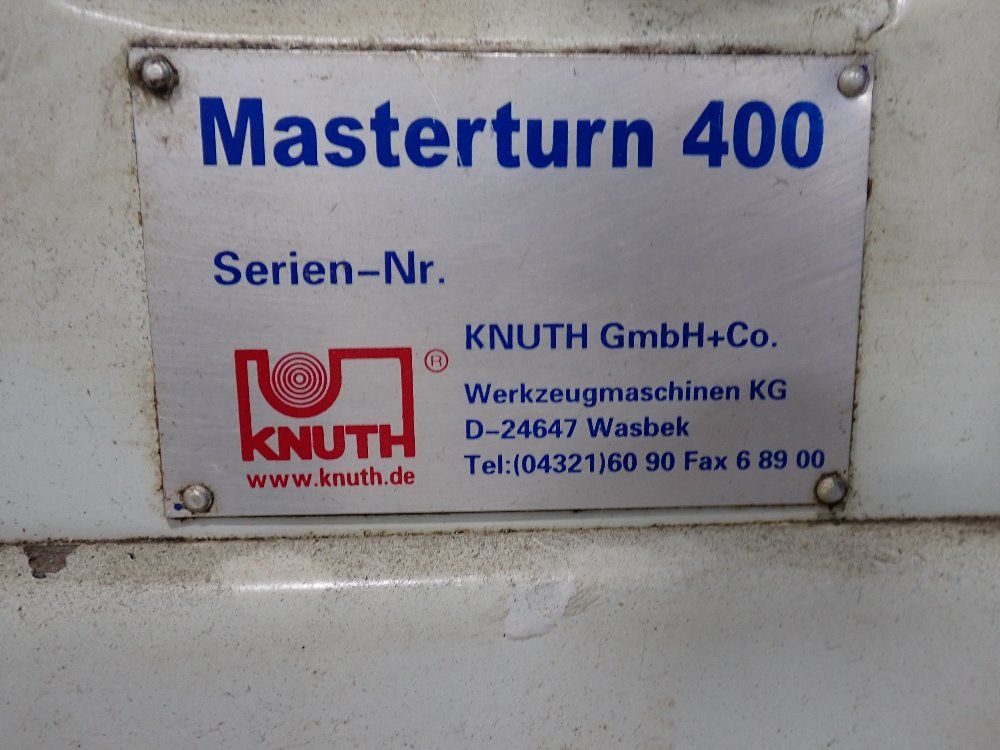 Masterturn 400
Serien-Nr.
KNUTH ®
www.knuth.de
KNUTH GmbH+Co.
Werkzeugmaschinen KG
D-24647 Wasbek
Tel:(04321)60 90 Fax 6 89 00